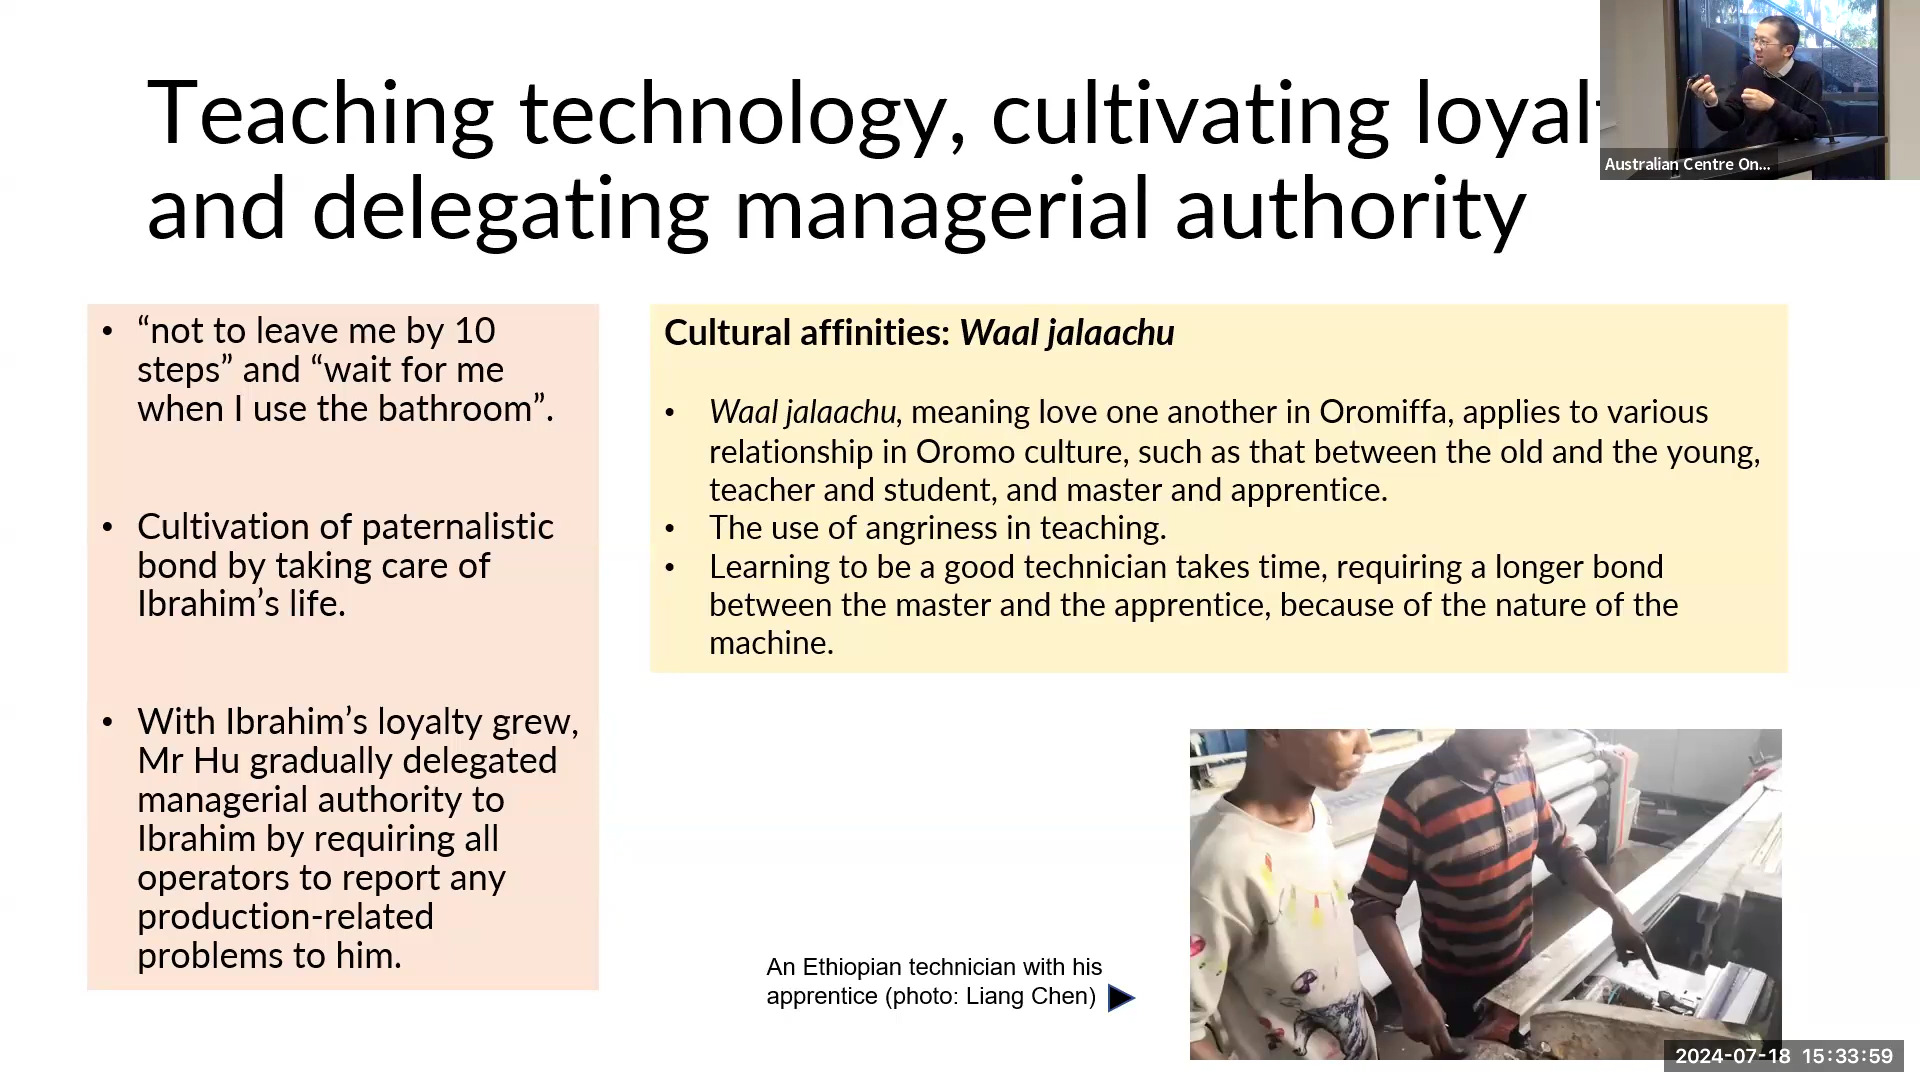 Teaching technology, cultivating loyalt
and delegating managerial authority
Australian Centre On...
• “not to leave me by 10
steps” and “wait for me
when I use the bathroom”.
• Cultivation of paternalistic
bond by taking care of
Ibrahim’s life.
• With Ibrahim’s loyalty grew,
Mr Hu gradually delegated
managerial authority to
Ibrahim by requiring all
operators to report any
production-related
problems to him.
Cultural affinities: Waal jalaachu
• Waal jalaachu, meaning love one another in Oromiffa, applies to various
relationship in Oromo culture, such as that between the old and the young,
teacher and student, and master and apprentice.
• The use of angriness in teaching.
• Learning to be a good technician takes time, requiring a longer bond
between the master and the apprentice, because of the nature of the
machine.
An Ethiopian technician with his
apprentice (photo: Liang Chen)
2024-07-18 15:33:59